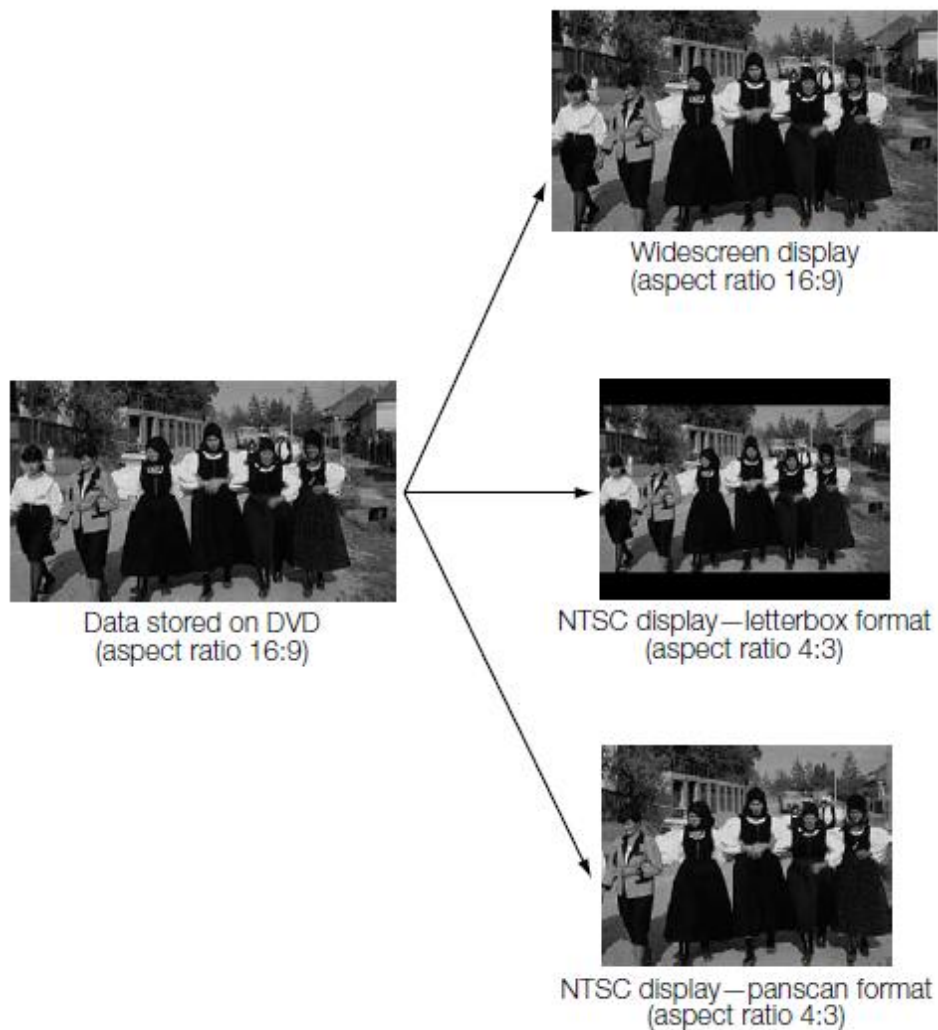 Widescreen display
(aspect ratio 16:9)
Data stored on DVD
(aspect ratio 16:9)
NTSC display—letterbox format
(aspect ratio 4:3)
NTSC display—panscan format
(aspect ratio 4:3)